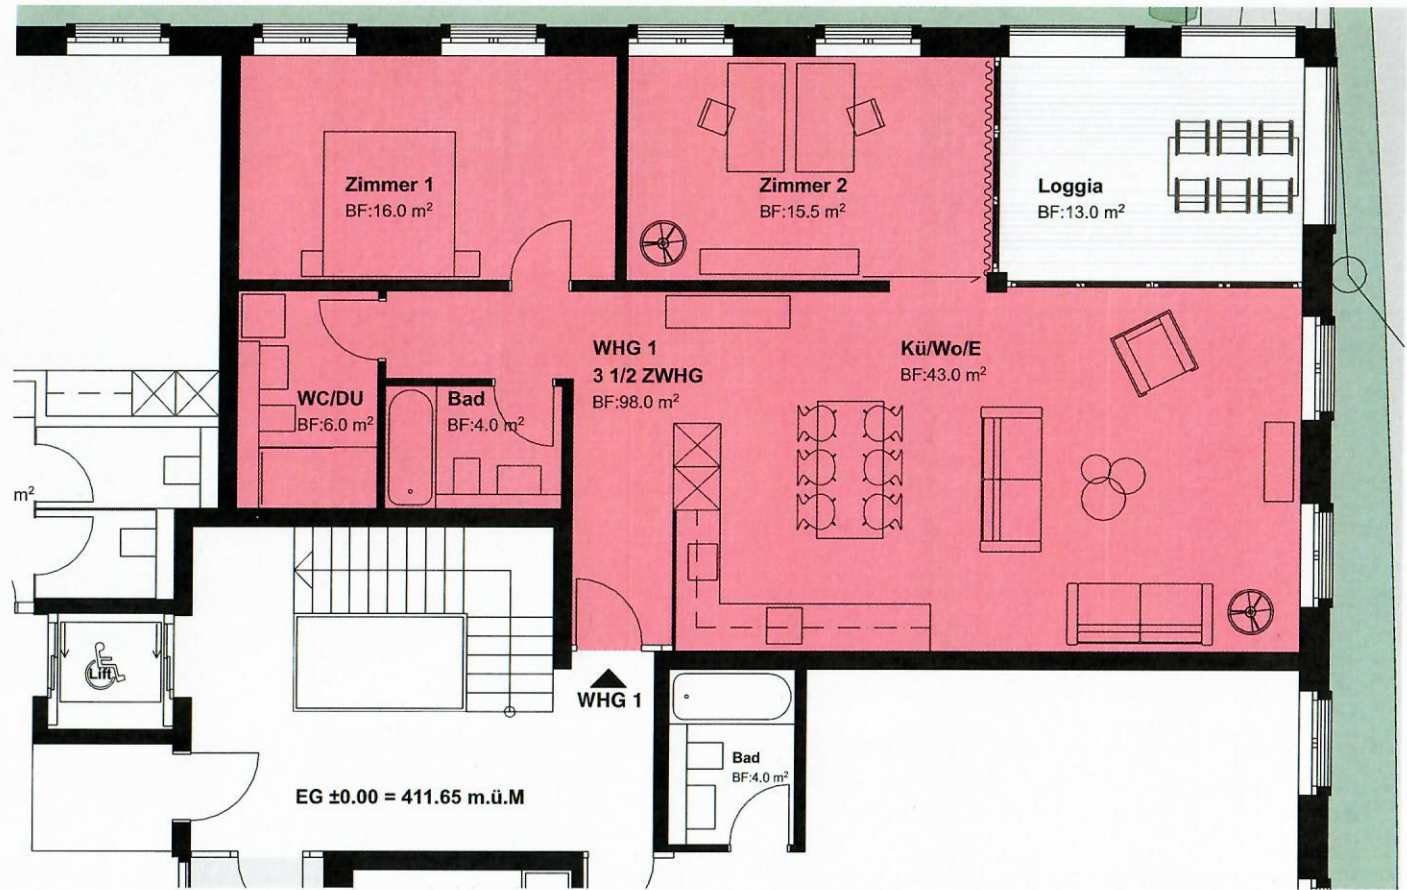 Zimmer 1
BF:16.0 m²
Zimmer 2
BF:15.5 m²
Loggia
BF:13.0 m²
WHG 1
3 1/2 ZWHG
BF:98.0 m²
Kü/Wo/E
BF:43.0 m²
WC/DU
BF:6.0 m²
Bad
BF:4.0 m²
m²
Lift
WHG 1
Bad
BF:4.0 m²
EG ±0.00 = 411.65 m.ü.M